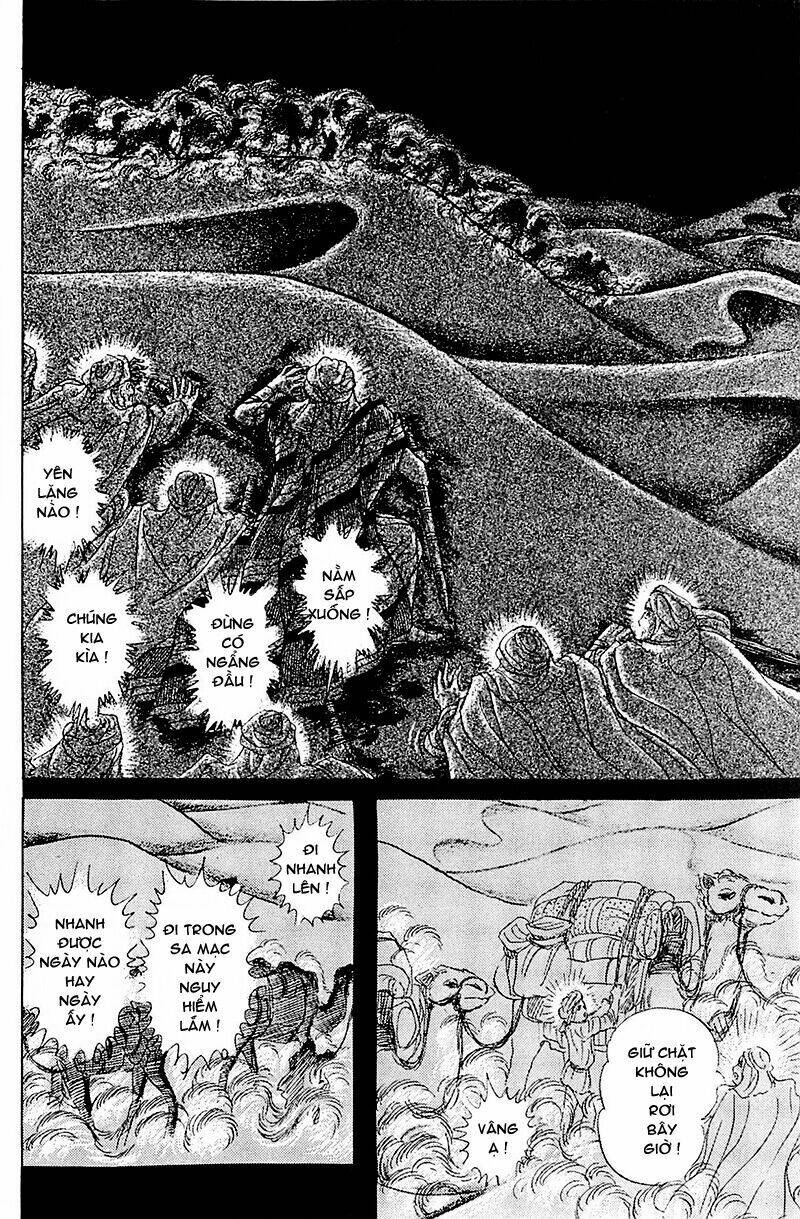 YÊN
LẶNG
NÀO !
CHÚNG
KIA
KÌA !
ĐỪNG
CÓ
NGẨNG
ĐẦU !
NẰM
SẤP
XUỐNG !
NHANH
ĐƯỢC
NGÀY NÀO
HAY
NGÀY
ẤY !
ĐI TRONG
SA MẠC
NÀY
NGUY
HIỂM
LẮM !
ĐI
NHANH
LÊN !
VÂNG
Ạ !
GIỮ CHẶT
KHÔNG
LẠI
RƠI
BÂY
GIỜ !